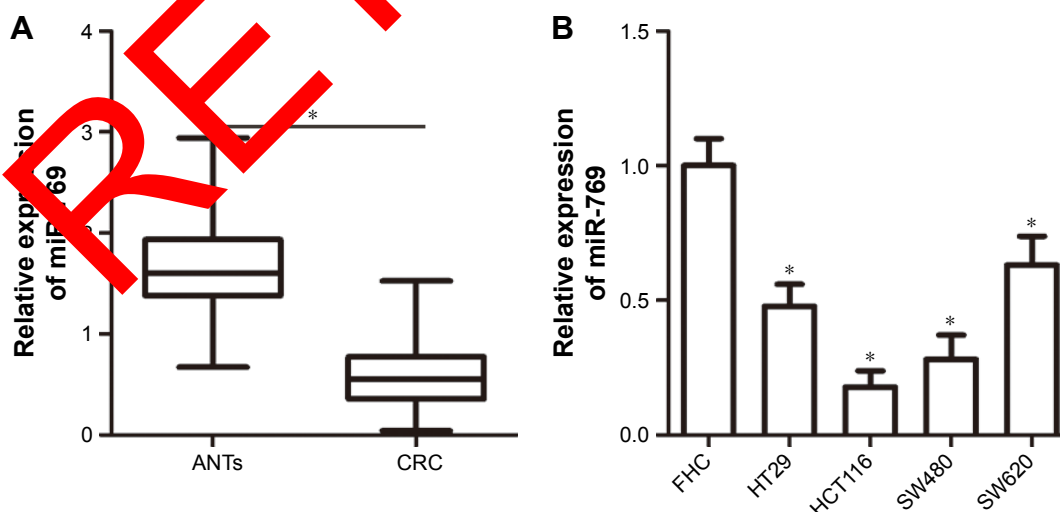 A
B
4
3
2
1
0
Relative expression
of miR-769
*
ANTs
CRC
1.5
1.0
0.5
0.0
Relative expression
of miR-769
*
*
*
*
FHC
HT29
HCT116
SW480
SW620
RE